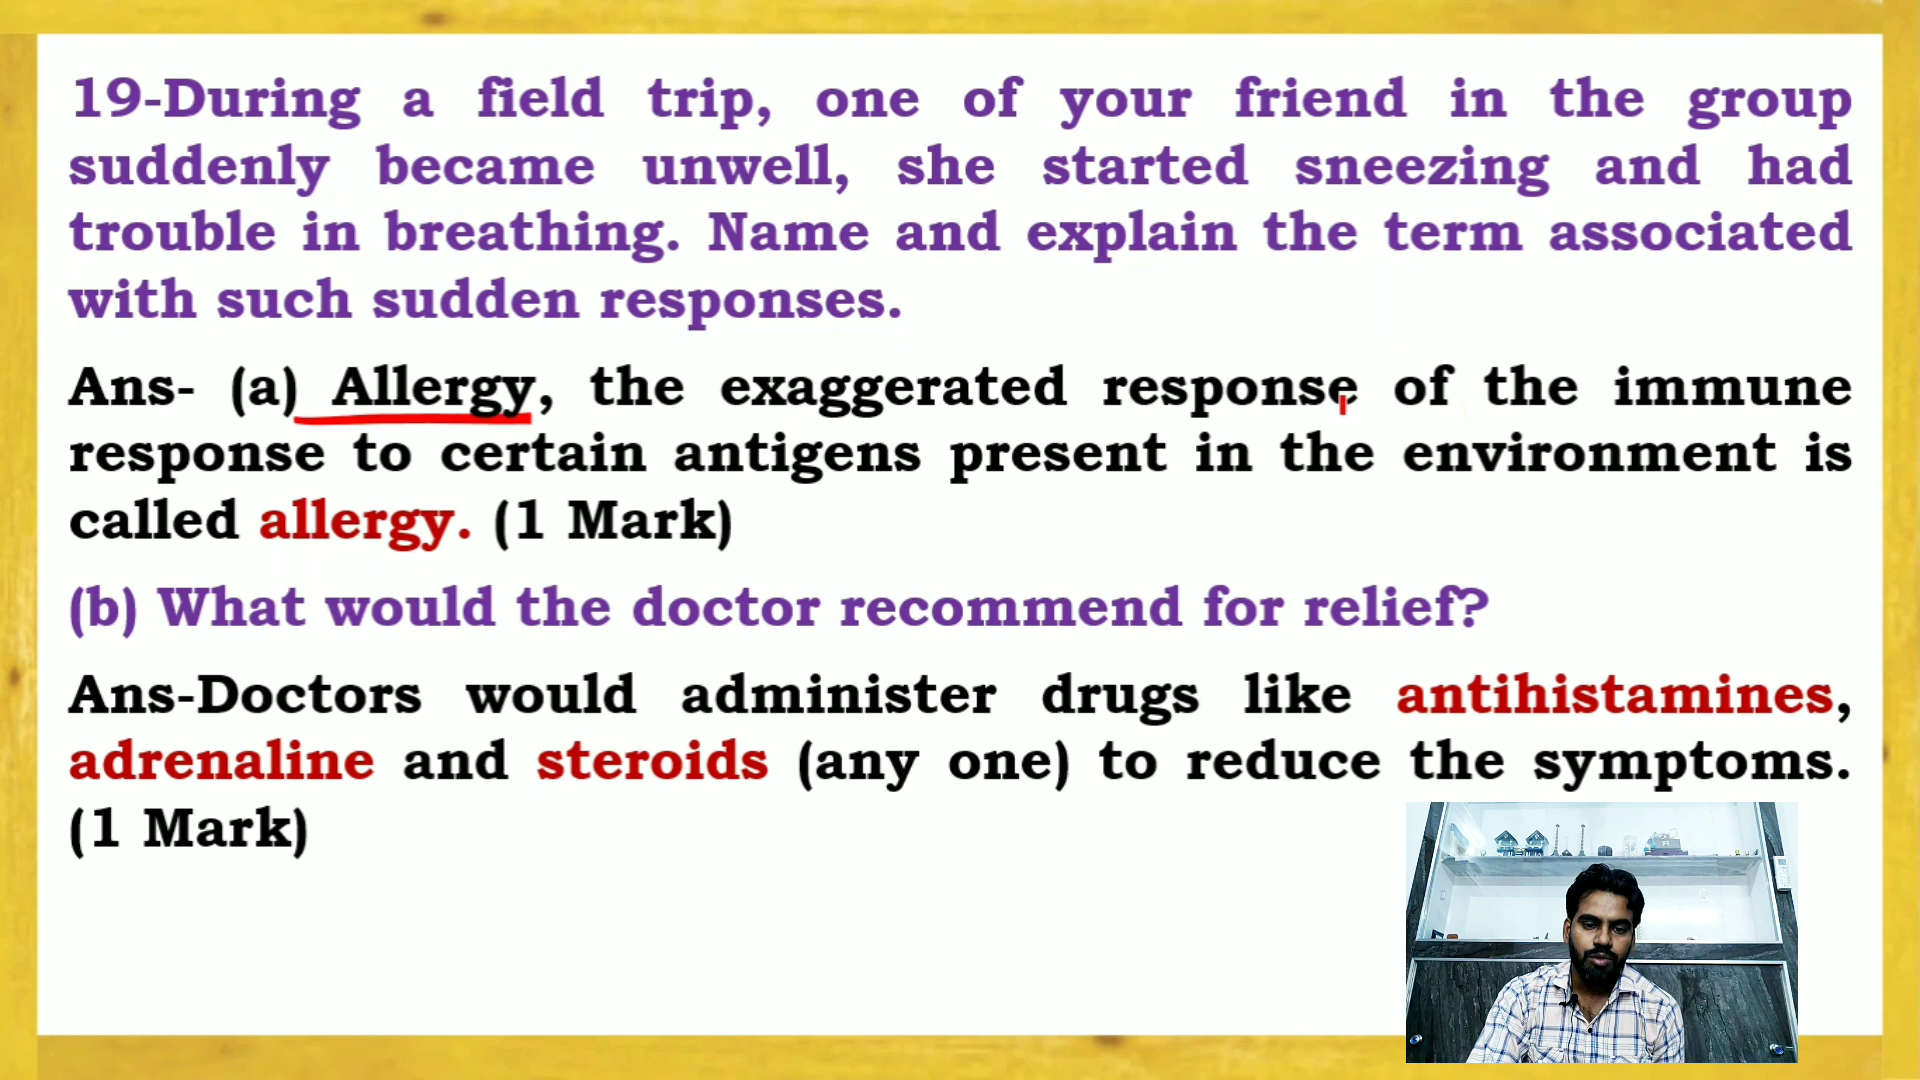 19-During a field trip, one of your friend in the group
suddenly became unwell, she started sneezing and had
trouble in breathing. Name and explain the term associated
with such sudden responses.
Ans- (a) Allergy, the exaggerated response of the immune
response to certain antigens present in the environment is
called allergy. (1 Mark)
(b) What would the doctor recommend for relief?
Ans-Doctors would administer drugs like antihistamines,
adrenaline and steroids (any one) to reduce the symptoms.
(1 Mark)